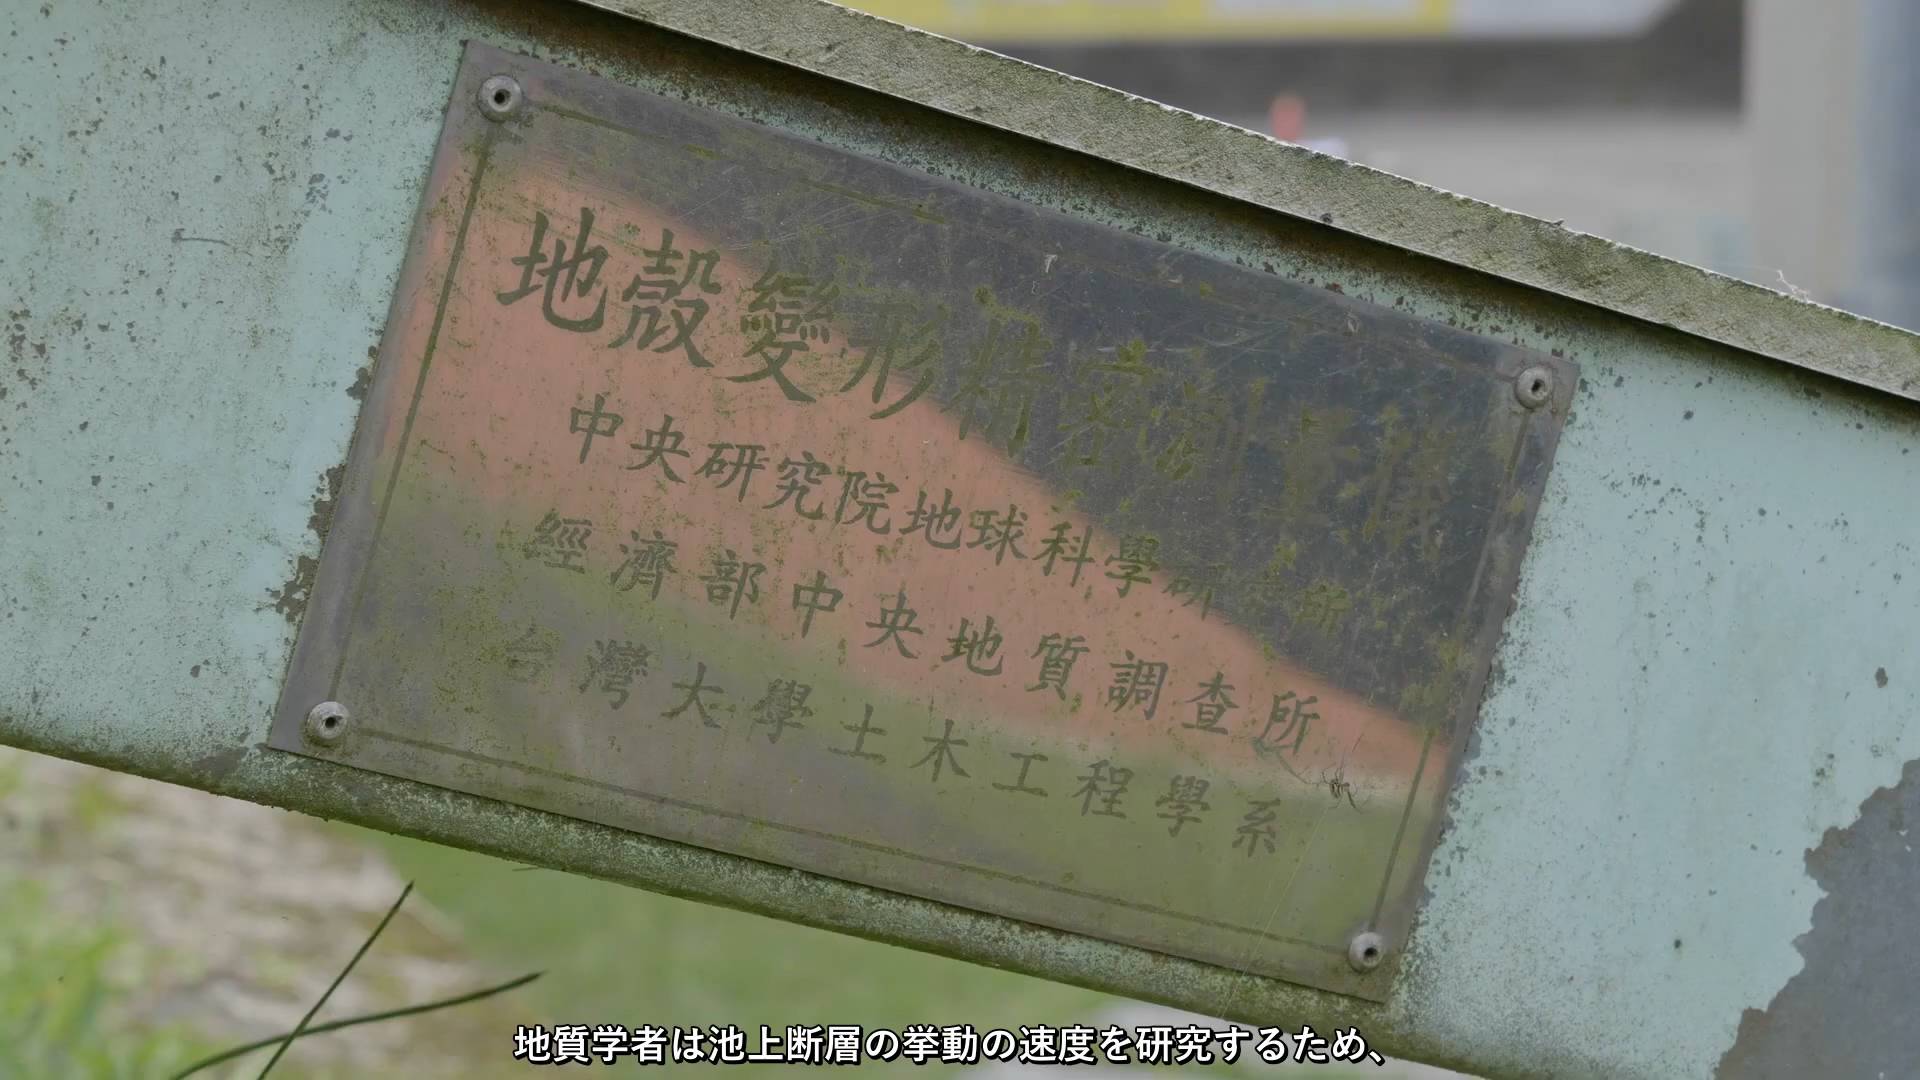 地殼變形精密測量儀
中央研究院地球科學研究所
經濟部中央地質調查所
台灣大學土木工程學系
地質学者は池上断層の挙動の速度を研究するため、